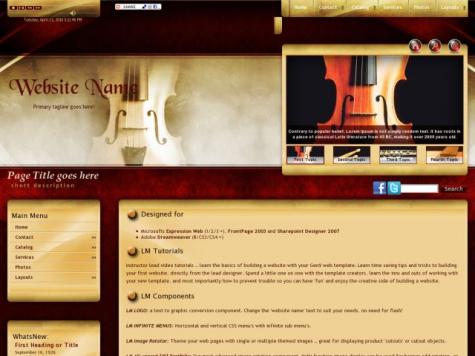 SHARE
Home Contact Catalog Services Photos Layouts
Tuesday, April 13, 2010 3:12:46 PM
Website Name
Primary tagline goes here!
Contrary to popular belief, Lorem Ipsum is not simply random text. It has roots in
a piece of classical Latin literature from 45 BC, making it over 2000 years old.
First Topic Second Topic Third Topic Fourth Topic
Page Title goes here
short description
Search
Main Menu
Home
Contact
Catalog
Services
Photos
Layouts
WhatsNew:
First Heading or Title
Designed for
Microsofts Expression Web (1/2/3+), FrontPage 2003 and Sharepoint Designer 2007
Adobe Dreamweaver (8/CS3/CS4+)
LM Tutorials
Instructor lead video tutorials .. learn the basics of building a website with your Genii web template. Learn time saving tips and tricks to building
your first website, directly from the lead designer. Spend a little one on one with the template creators. learn the ins and outs of working with
your new template, and most importantly how to prevent trouble so you can have 'fun' and enjoy the creative side of building a website.
LM Components
LM LOGO: a text to graphic conversion component. Change the 'website name' text to suit your needs, no need for flash!
LM INFINITE MENUS: Horizontal and vertical CSS menu's with infinite sub menu's.
LM Image Rotator: Theme your web pages with single or multiple themed images .. great for displaying product 'cutouts' or cutout objects.